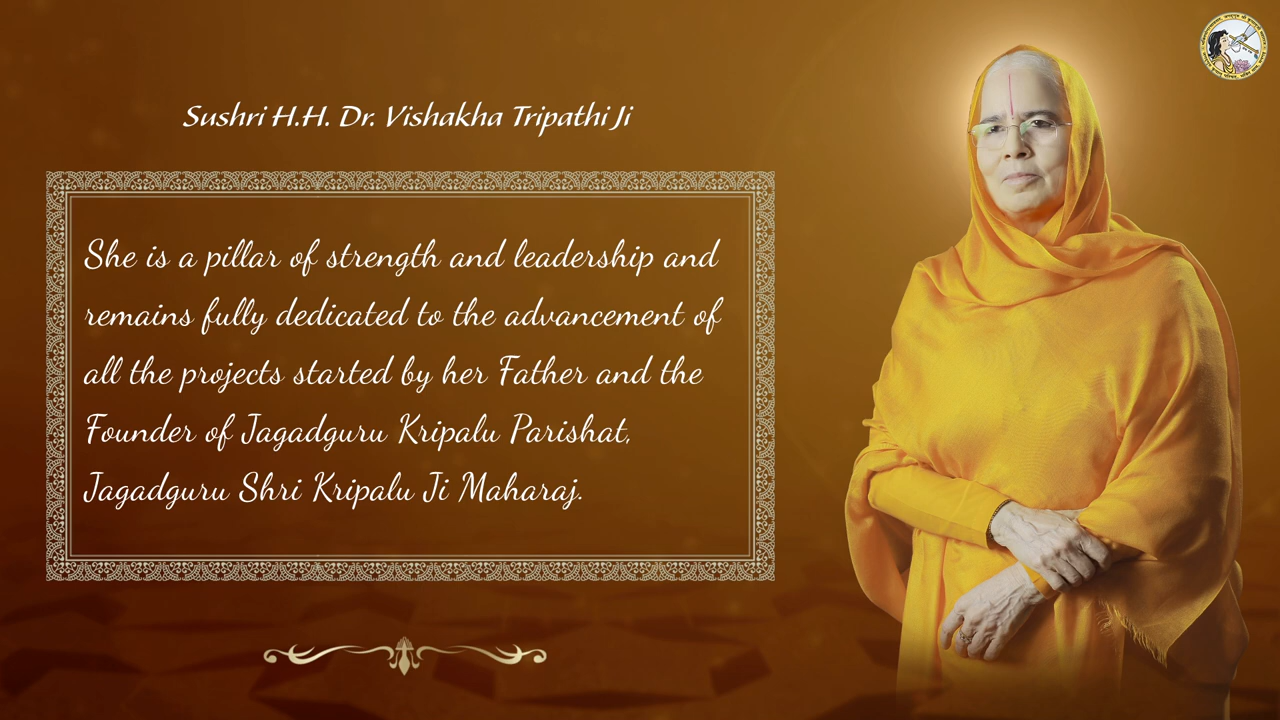 Sushri H.H. Dr. Vishakha Tripathi Ji
She is a pillar of strength and leadership and
remains fully dedicated to the advancement of
all the projects started by her Father and the
Founder of Jagadguru Kripalu Parishat,
Jagadguru Shri Kripalu Ji Maharaj.